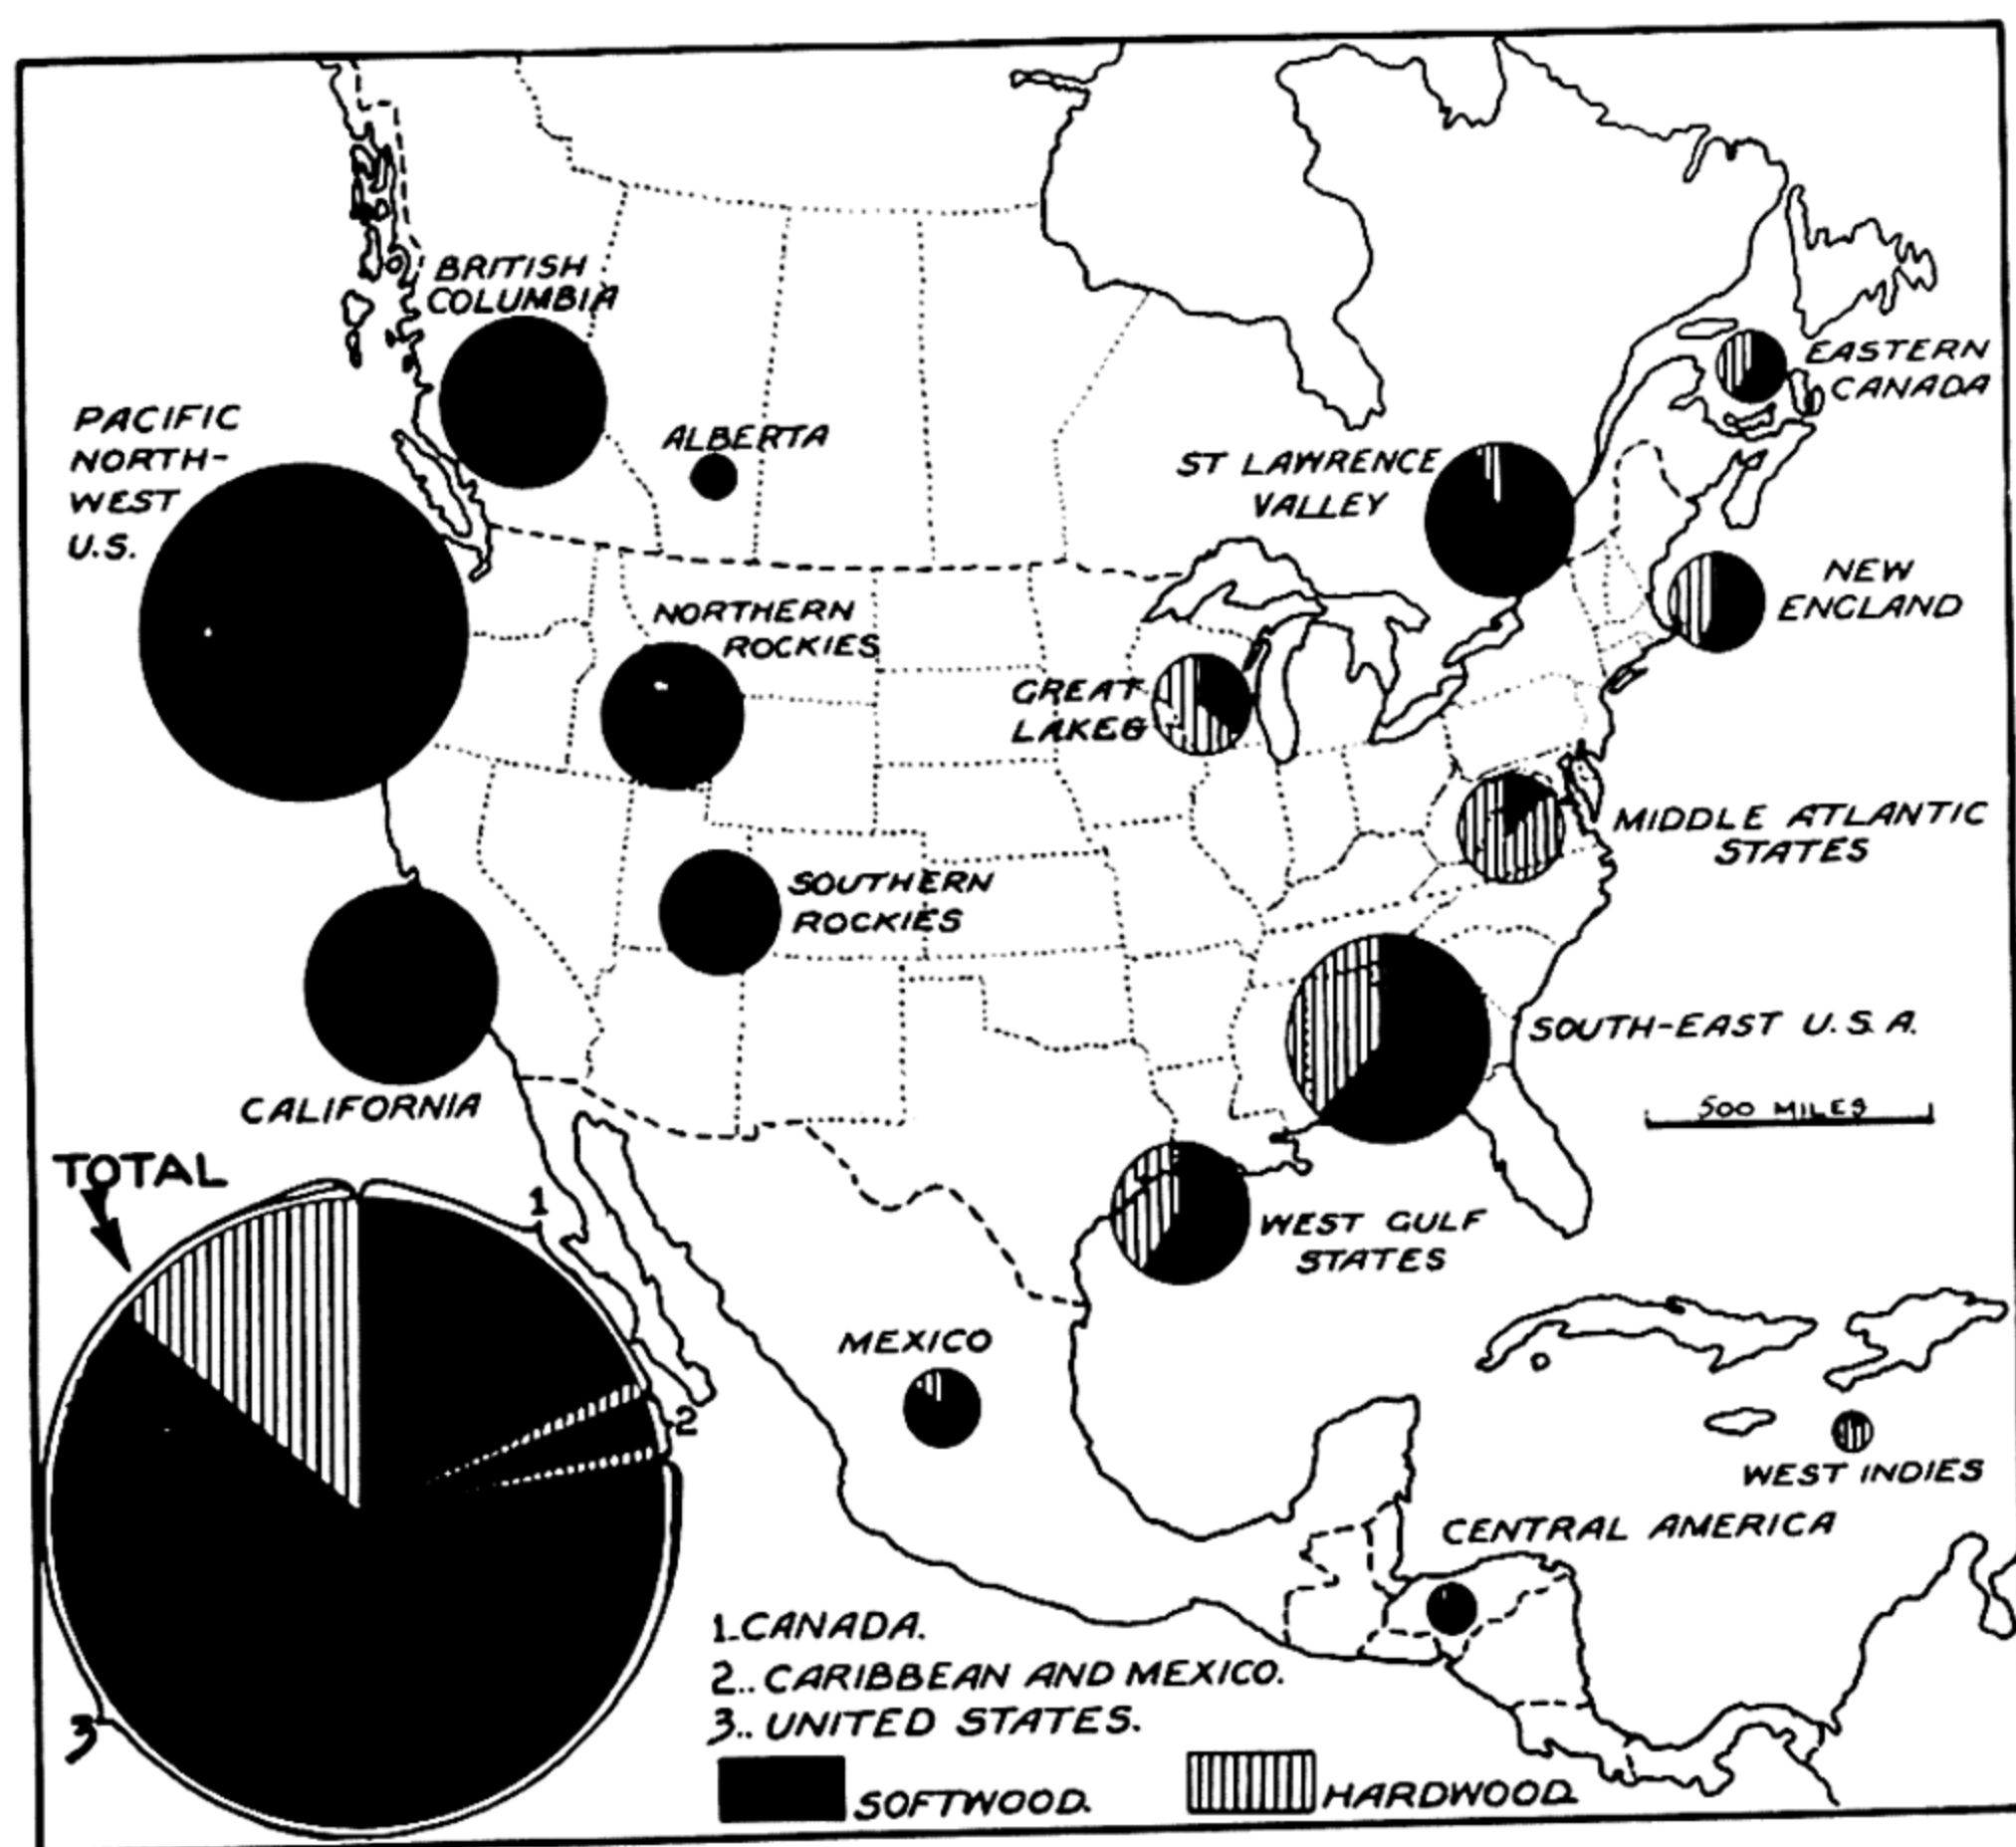 BRITISH
COLUMBIA
PACIFIC
NORTH-
WEST
U.S.
ALBERTA
EASTERN
CANADA
ST LAWRENCE
VALLEY
NEW
ENGLAND
NORTHERN
ROCKIES
GREAT
LAKES
MIDDLE ATLANTIC
STATES
SOUTHERN
ROCKIES
SOUTH-EAST U.S.A.
500 MILES
CALIFORNIA
TOTAL
1
WEST GULF
STATES
MEXICO
2
WEST INDIES
CENTRAL AMERICA
3
1. CANADA.
2.. CARIBBEAN AND MEXICO.
3.. UNITED STATES.
SOFTWOOD.
HARDWOOD.